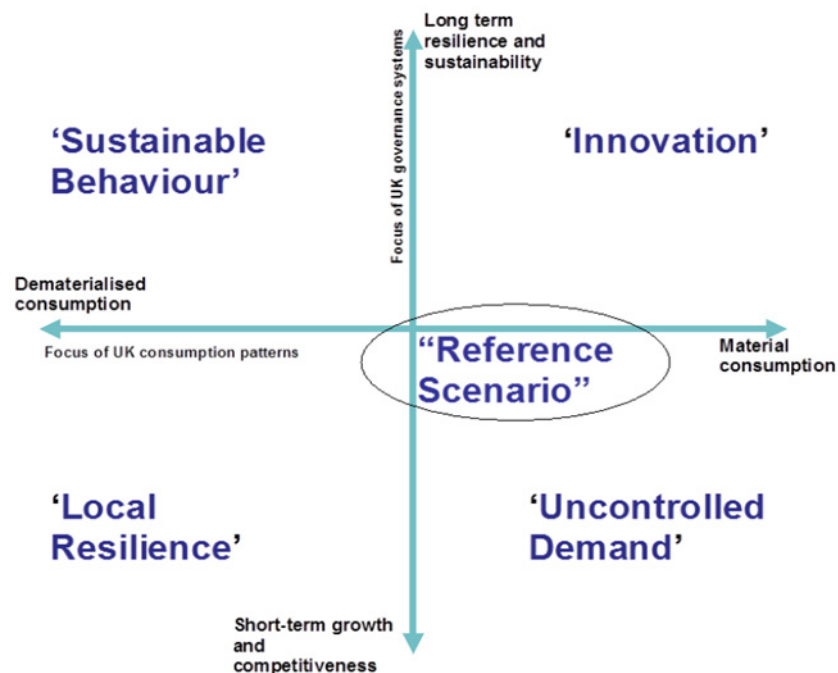 Long term
resilience and
sustainability
Focus of UK governance systems
‘Sustainable
Behaviour’
‘Innovation’
Dematerialised
consumption
Focus of UK consumption patterns
“Reference
Scenario”
Material
consumption
‘Local
Resilience’
‘Uncontrolled
Demand’
Short-term growth
and
competitiveness